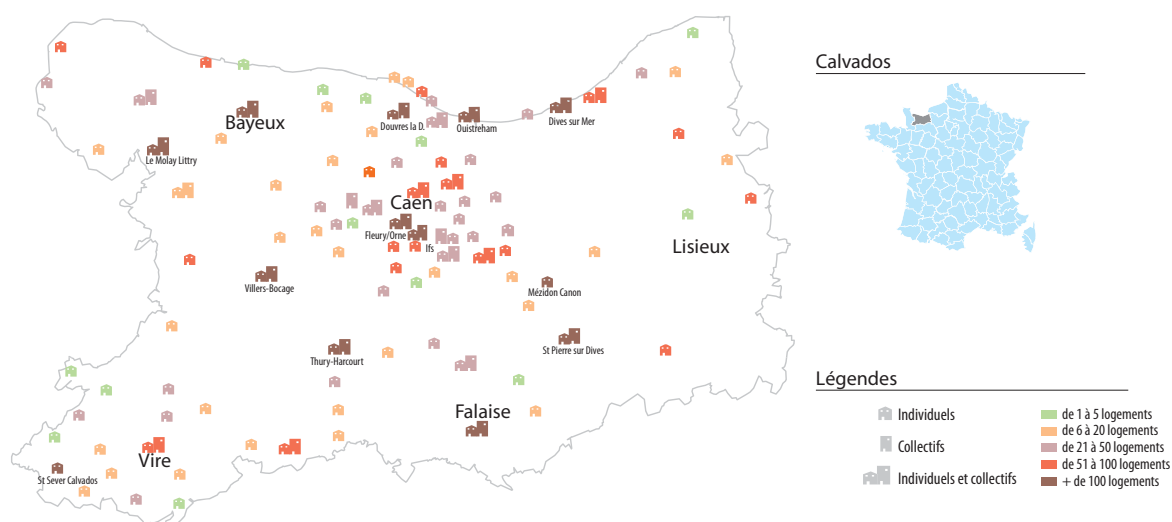 Bayeux
Douvres la D.
Ouistreham
Dives sur Mer
Le Molay Littry
Caen
Fleury/Orne
Ifs
Lisieux
Villers-Bocage
Mézidon Canon
Thury-Harcourt
St Pierre sur Dives
Falaise
Vire
St Sever Calvados
Calvados
Légendes
Individuels
Collectifs
Individuels et collectifs
de 1 à 5 logements
de 6 à 20 logements
de 21 à 50 logements
de 51 à 100 logements
+ de 100 logements